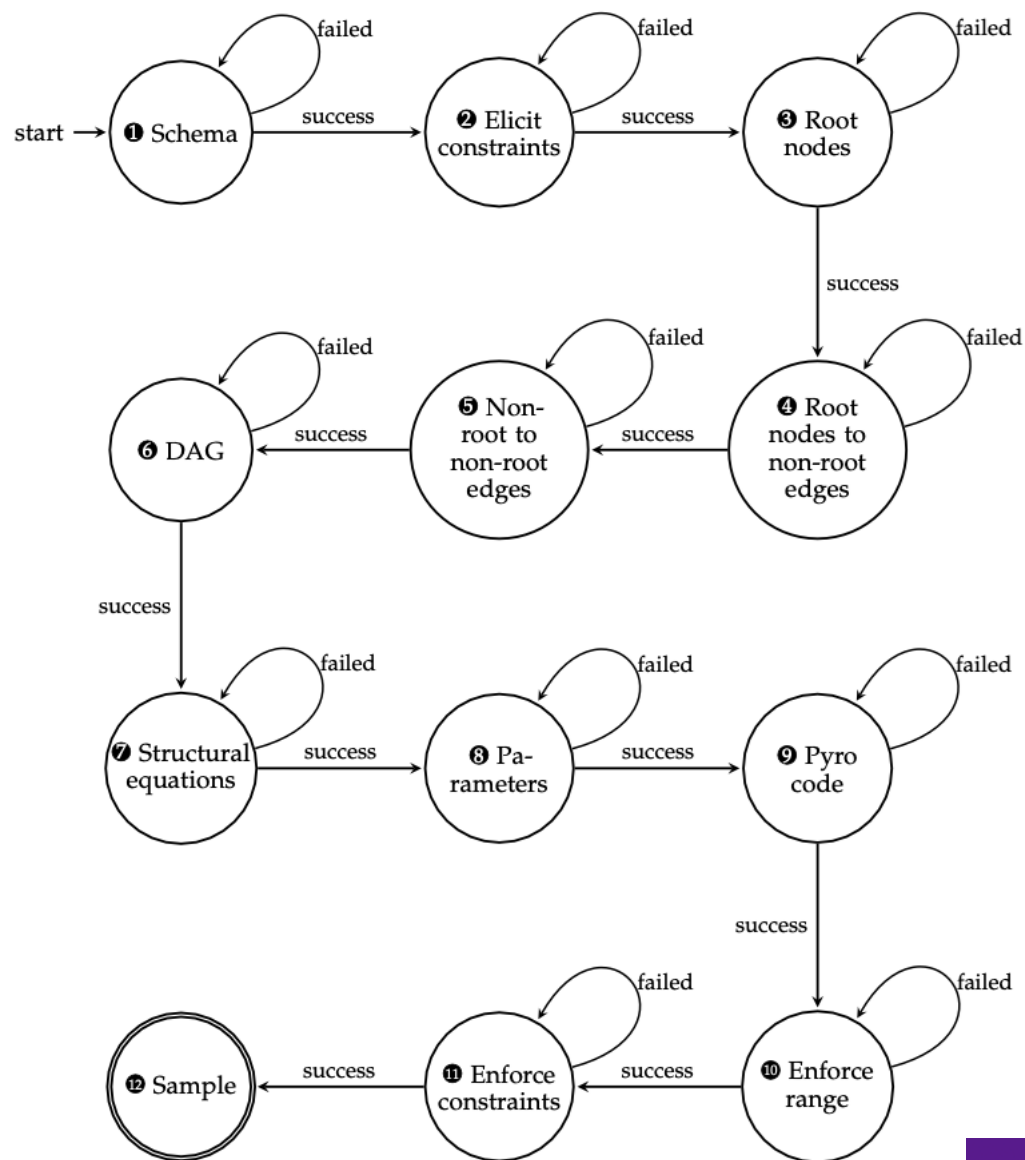 failed
failed
failed
start
❶ Schema
success
❷ Elicit
constraints
success
❸ Root
nodes
success
failed
failed
failed
❻ DAG
success
❺ Non-
root to
non-root
edges
success
❹ Root
nodes to
non-root
edges
success
failed
failed
failed
❼ Structural
equations
success
❽ Pa-
rameters
success
❾ Pyro
code
success
failed
failed
⓬ Sample
success
⓫ Enforce
constraints
success
❿ Enforce
range